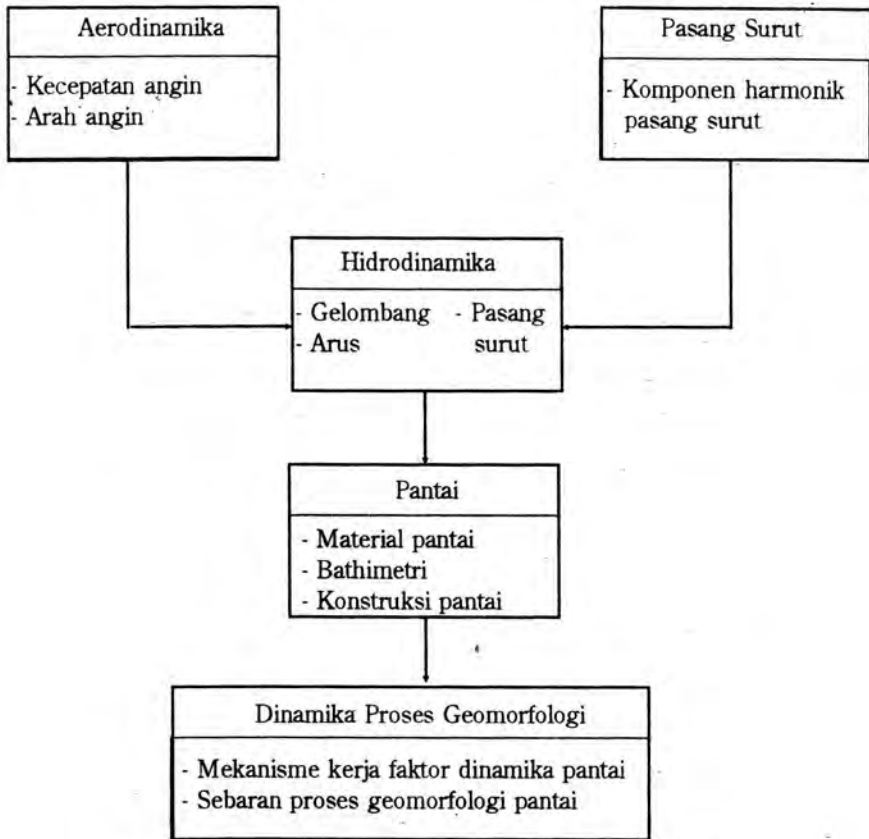 Aerodinamika
- Kecepatan angin
- Arah angin
Pasang Surut
- Komponen harmonik
pasang surut
Hidrodinamika
- Gelombang
- Arus
- Pasang
surut
Pantai
- Material pantai
- Bathimetri
- Konstruksi pantai
Dinamika Proses Geomorfologi
- Mekanisme kerja faktor dinamika pantai
- Sebaran proses geomorfologi pantai